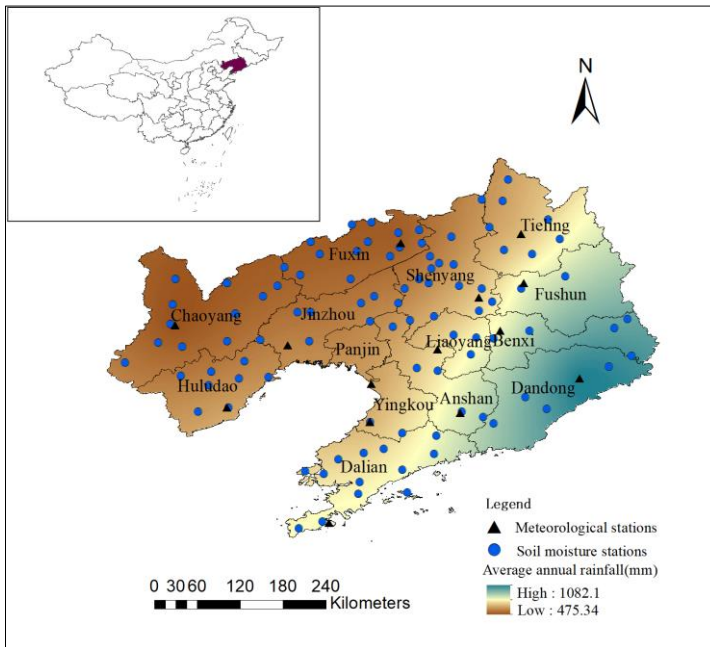 N
Tieling
Fuxin
Shenyang
Fushun
Chaoyang
Jinzhou
Panjin
Liaoyang
Benxi
Huludao
Yingkou
Anshan
Dandong
Dalian
Legend
Meteorological stations
Soil moisture stations
Average annual rainfall(mm)
High : 1082.1
Low : 475.34
0 30 60 120 180 240
Kilometers